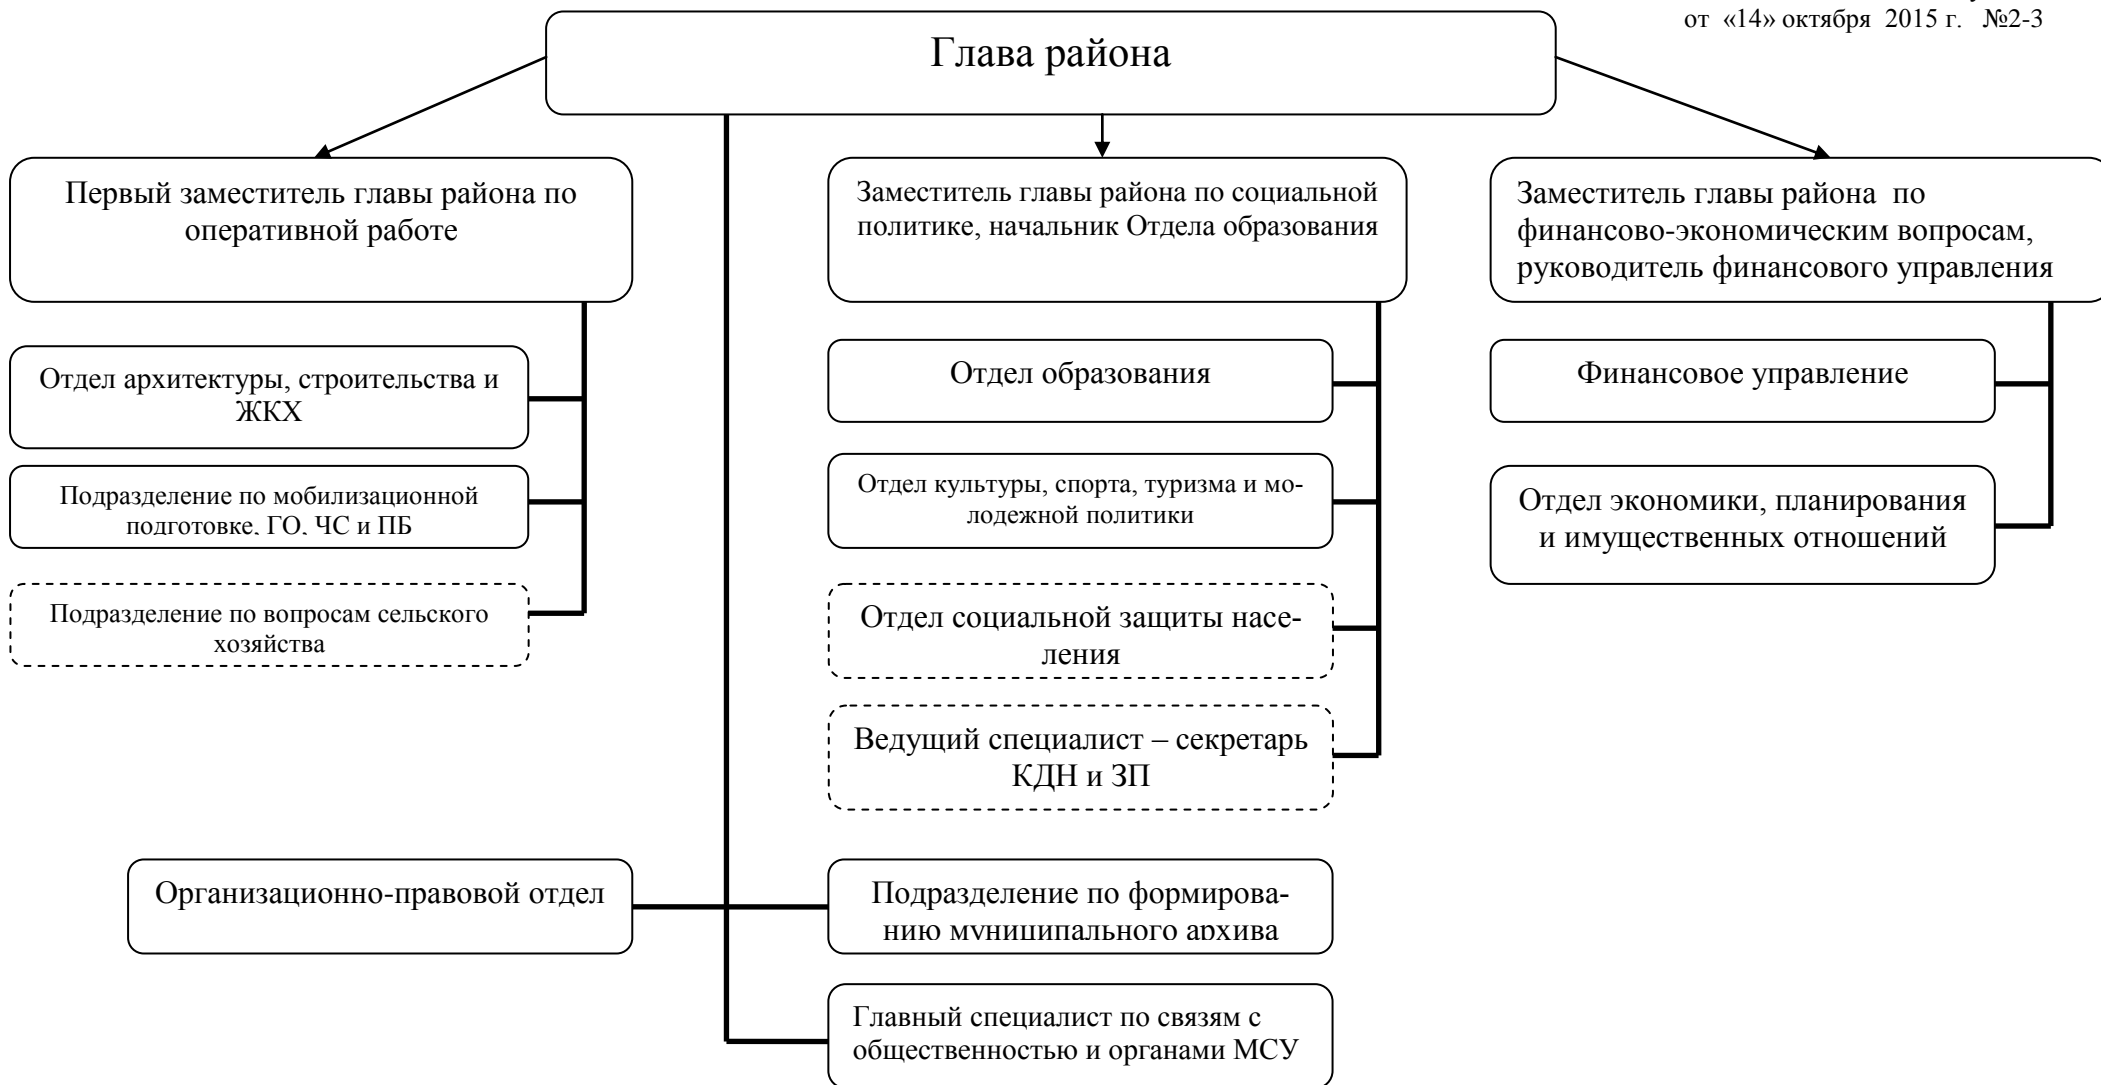 от «14» октября 2015 г. №2-3
Глава района
Первый заместитель главы района по
оперативной работе
Заместитель главы района по социальной
политике, начальник Отдела образования
Заместитель главы района по
финансово-экономическим вопросам,
руководитель финансового управления
Отдел архитектуры, строительства и
ЖКХ
Отдел образования
Финансовое управление
Подразделение по мобилизационной
подготовке, ГО, ЧС и ПБ
Отдел культуры, спорта, туризма и мо-
лодежной политики
Отдел экономики, планирования
и имущественных отношений
Подразделение по вопросам сельского
хозяйства
Отдел социальной защиты насе-
ления
Ведущий специалист – секретарь
КДН и ЗП
Организационно-правовой отдел
Подразделение по формирова-
нию муниципального архива
Главный специалист по связям с
общественностью и органами МСУ